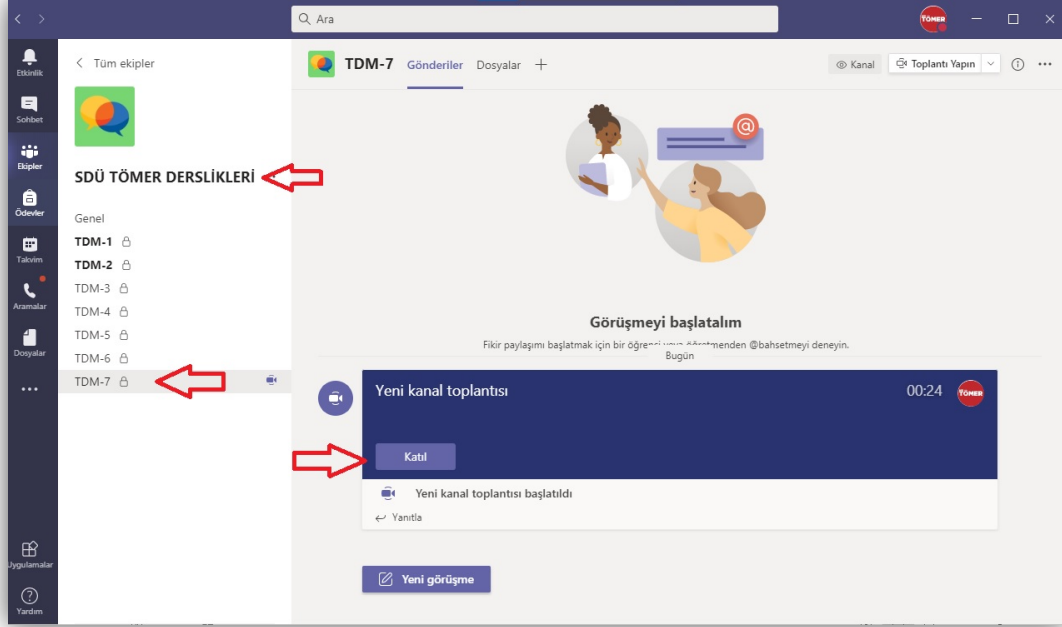 Ara
TÖMER
Etkinlik
Sohbet
Ekipler
Ödevler
Takvim
Aramalar
Dosyalar
Uygulamalar
Yardım
Tüm ekipler
SDÜ TÖMER DERSLİKLERİ
Genel
TDM-1
TDM-2
TDM-3
TDM-4
TDM-5
TDM-6
TDM-7
TDM-7 Gönderiler Dosyalar +
Kanal
Toplantı Yapın
@
Görüşmeyi başlatalım
Fikir paylaşımı başlatmak için bir öğrenci veya öğretmenden @bahsetmeyi deneyin.
Bugün
Yeni kanal toplantısı
00:24
TÖMER
Katıl
Yeni kanal toplantısı başlatıldı
Yanıtla
Yeni görüşme